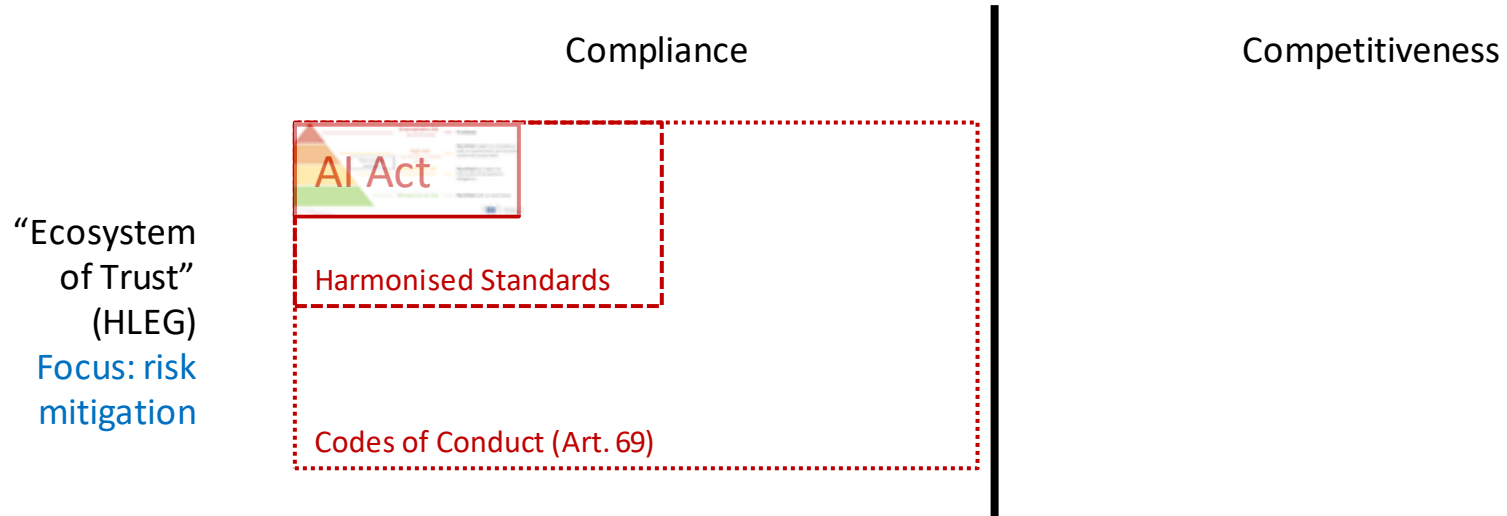 Compliance
Competitiveness
AI Act
“Ecosystem
of Trust”
(HLEG)
Focus: risk
mitigation
Harmonised Standards
Codes of Conduct (Art. 69)